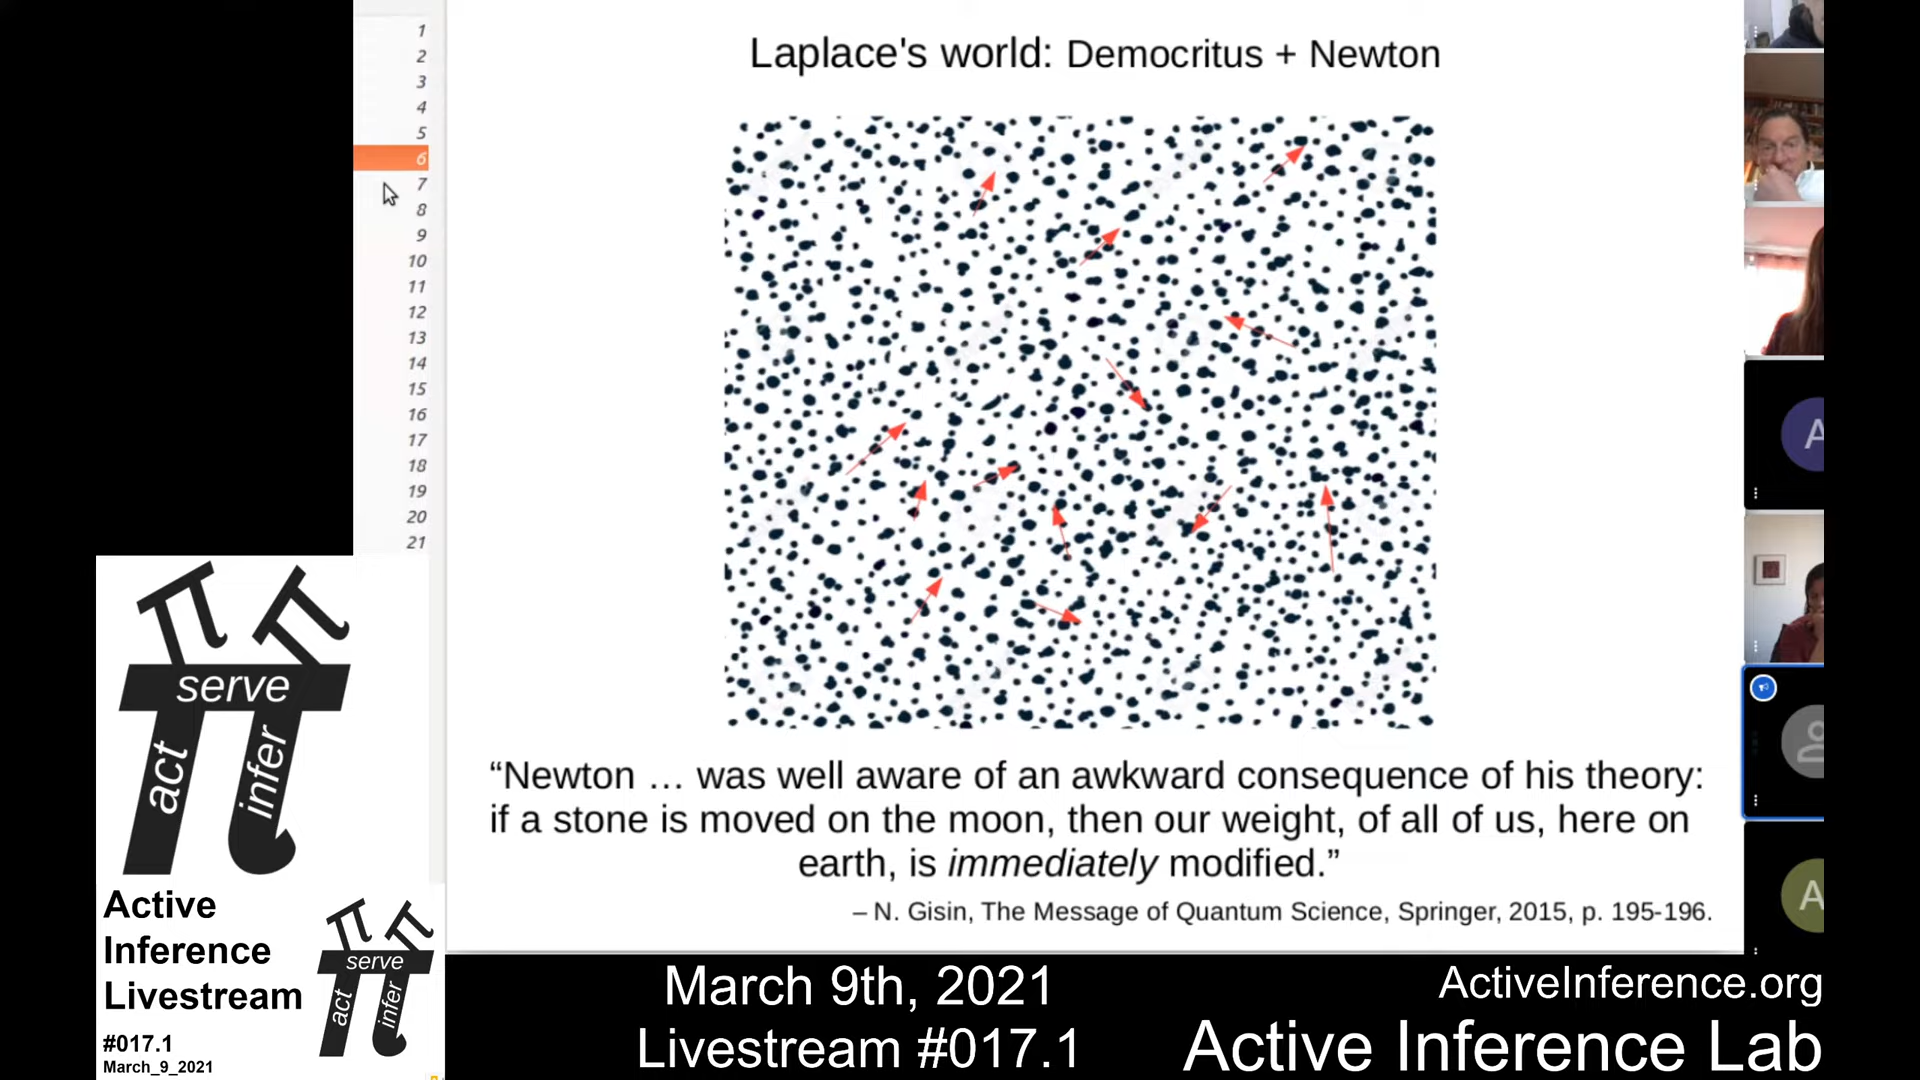 1
2
3
4
5
6
7
8
9
10
11
12
13
14
15
16
17
18
19
20
21
Laplace's world: Democritus + Newton
“Newton … was well aware of an awkward consequence of his theory:
if a stone is moved on the moon, then our weight, of all of us, here on
earth, is immediately modified.”
– N. Gisin, The Message of Quantum Science, Springer, 2015, p. 195-196.
A
A
serve
act
infer
Active
Inference
Livestream
#017.1
March_9_2021
serve
act
infer
March 9th, 2021
Livestream #017.1
ActiveInference.org
Active Inference Lab